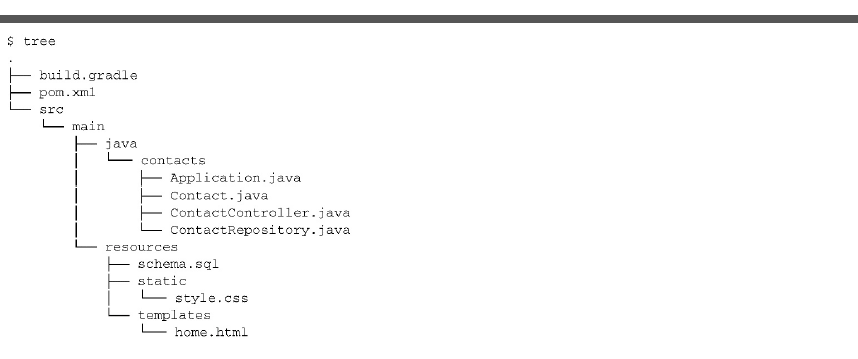 $ tree
.
├── build.gradle
├── pom.xml
└── src
    └── main
        ├── java
        │   └── contacts
        │       ├── Application.java
        │       ├── Contact.java
        │       ├── ContactController.java
        │       └── ContactRepository.java
        └── resources
            ├── schema.sql
            ├── static
            │   └── style.css
            └── templates
                └── home.html